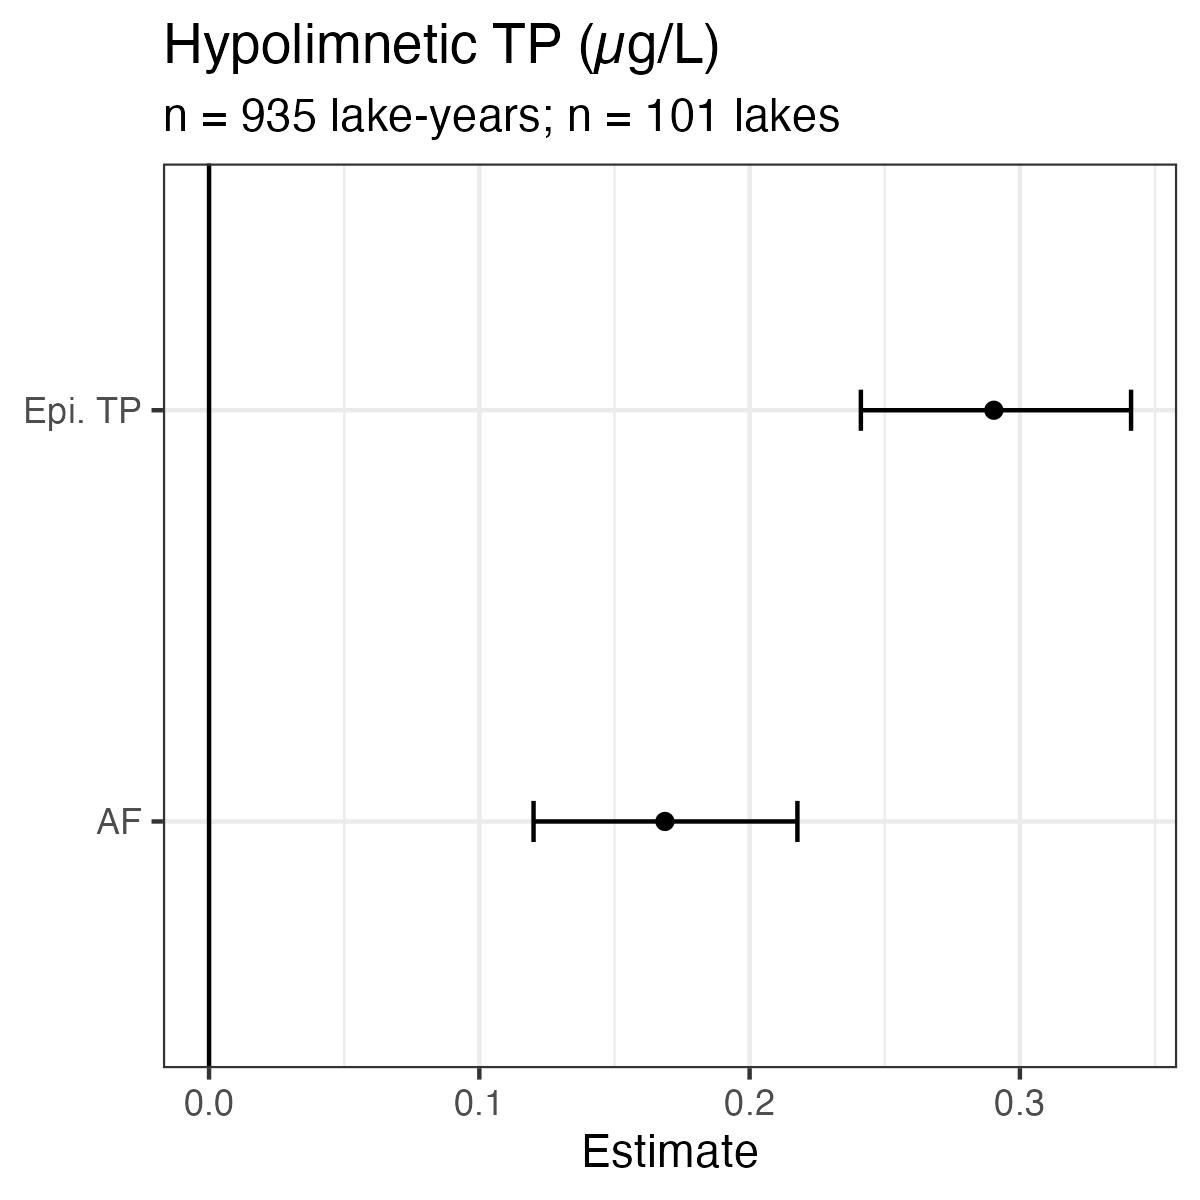 Hypolimnetic TP (µg/L)
n = 935 lake-years; n = 101 lakes
Epi. TP
AF
0.0 0.1 0.2 0.3
Estimate